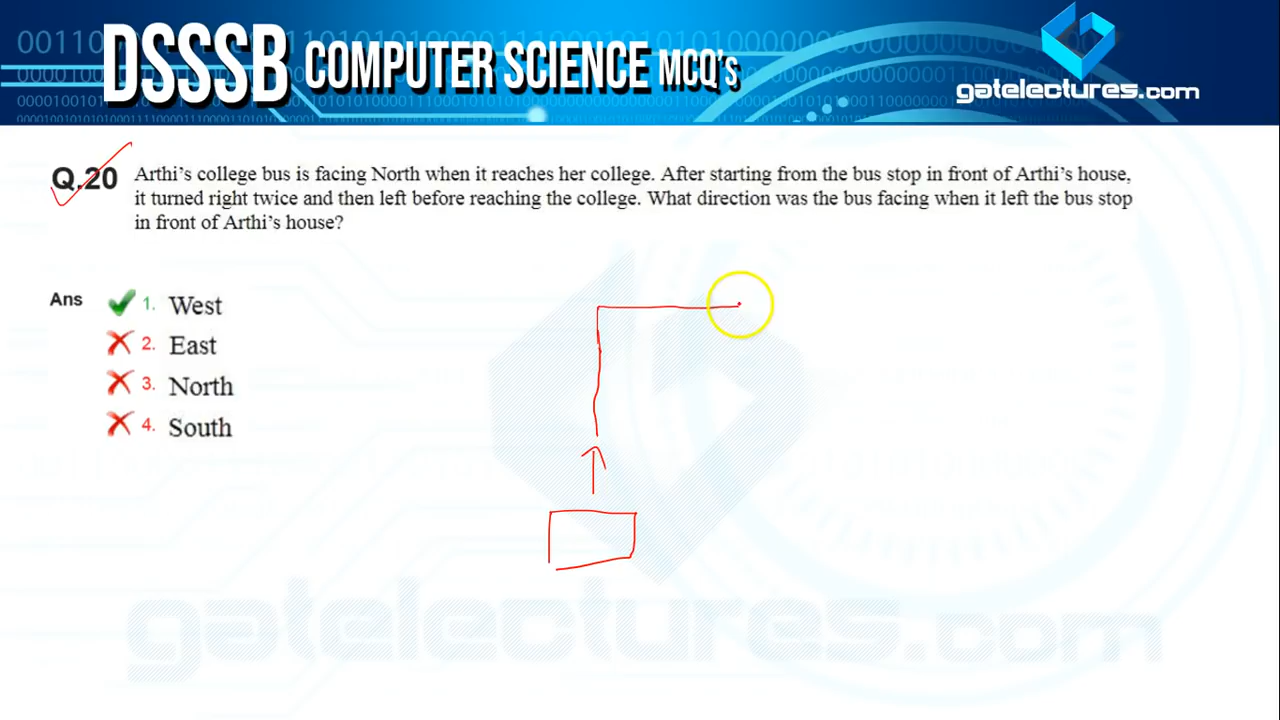 DSSSB COMPUTER SCIENCE MCQ's
gatelectures.com
Q.20 Arthi's college bus is facing North when it reaches her college. After starting from the bus stop in front of Arthi's house,
it turned right twice and then left before reaching the college. What direction was the bus facing when it left the bus stop
in front of Arthi's house?
Ans 1. West
2. East
3. North
4. South
gatelectures.com